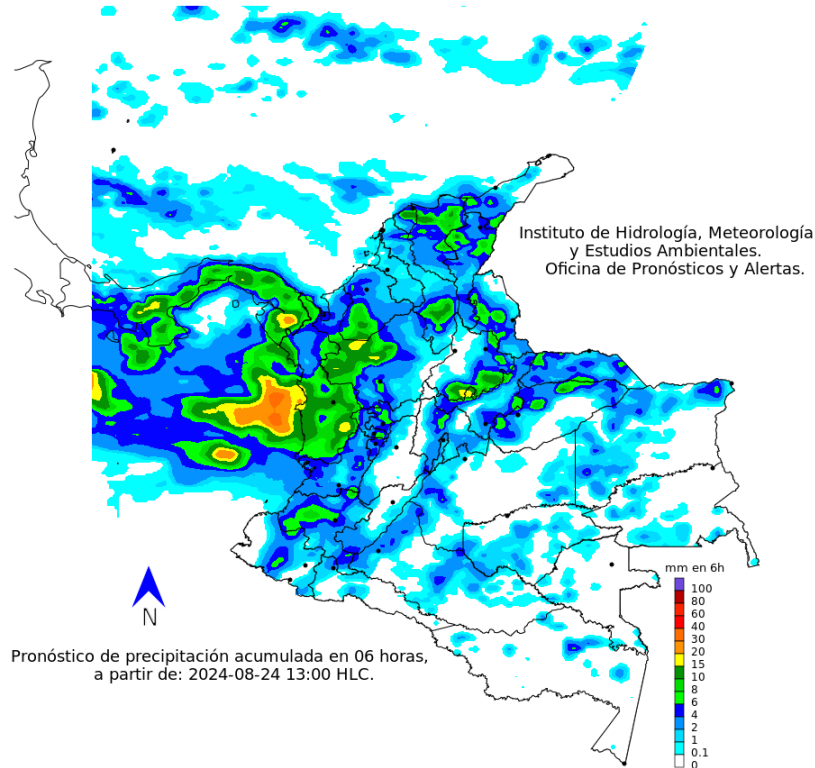 Instituto de Hidrología, Meteorología
y Estudios Ambientales.
Oficina de Pronósticos y Alertas.
mm en 6h
100
80
60
40
30
20
15
10
8
6
4
2
1
0.1
0
N
Pronóstico de precipitación acumulada en 06 horas,
a partir de: 2024-08-24 13:00 HLC.